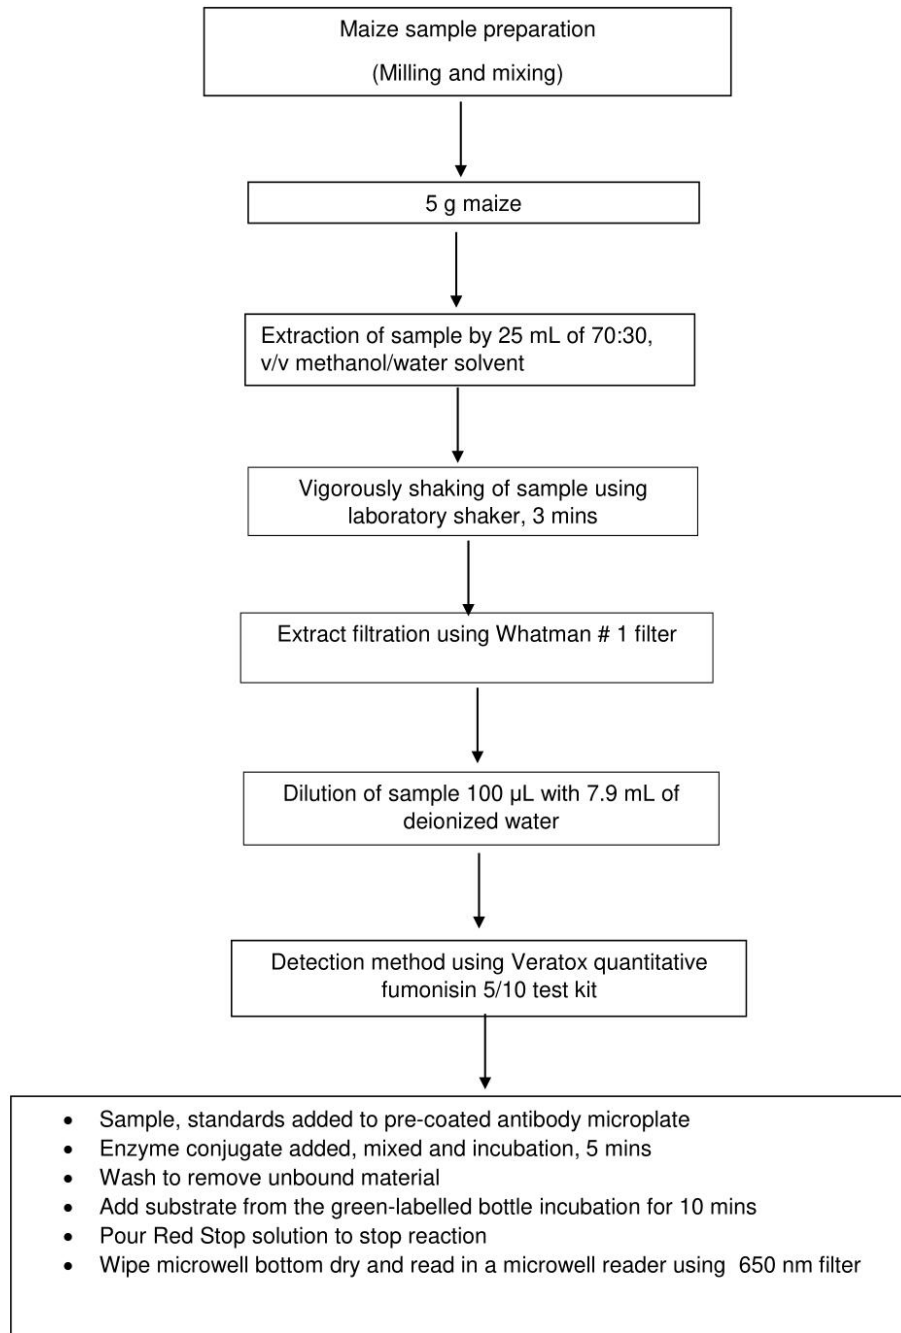 Maize sample preparation
(Milling and mixing)
5 g maize
Extraction of sample by 25 mL of 70:30,
v/v methanol/water solvent
Vigorously shaking of sample using
laboratory shaker, 3 mins
Extract filtration using Whatman # 1 filter
Dilution of sample 100 µL with 7.9 mL of
deionized water
Detection method using Veratox quantitative
fumonisin 5/10 test kit
• Sample, standards added to pre-coated antibody microplate
• Enzyme conjugate added, mixed and incubation, 5 mins
• Wash to remove unbound material
• Add substrate from the green-labelled bottle incubation for 10 mins
• Pour Red Stop solution to stop reaction
• Wipe microwell bottom dry and read in a microwell reader using 650 nm filter